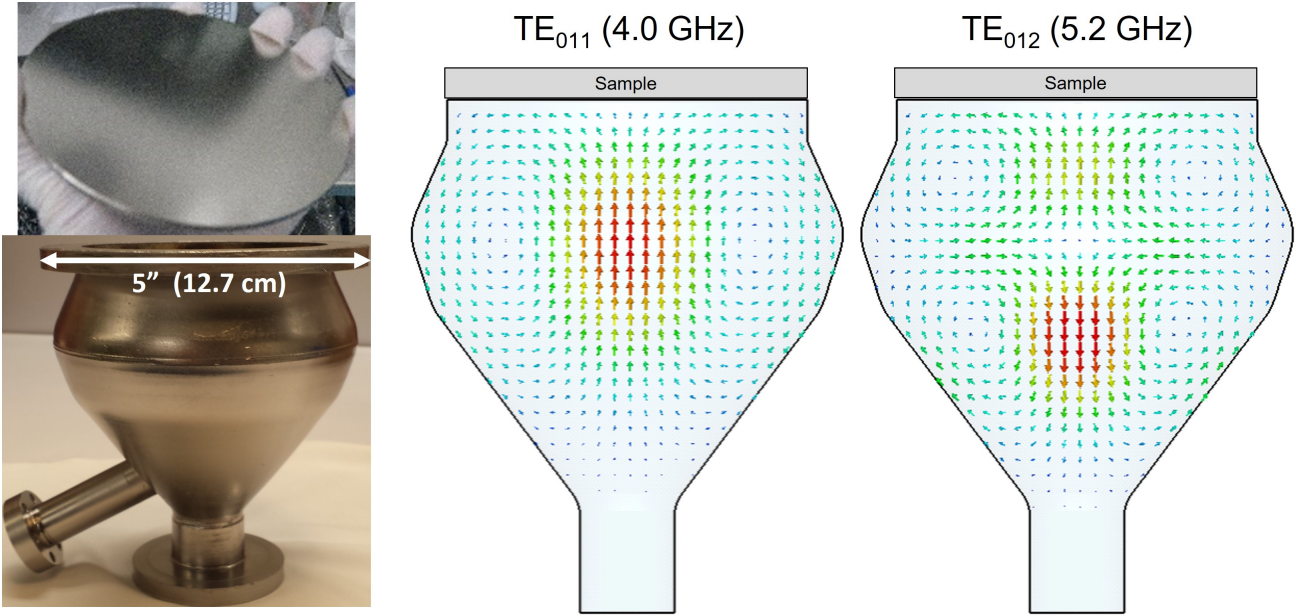 TE011 (4.0 GHz)
TE012 (5.2 GHz)
Sample
Sample
5” (12.7 cm)